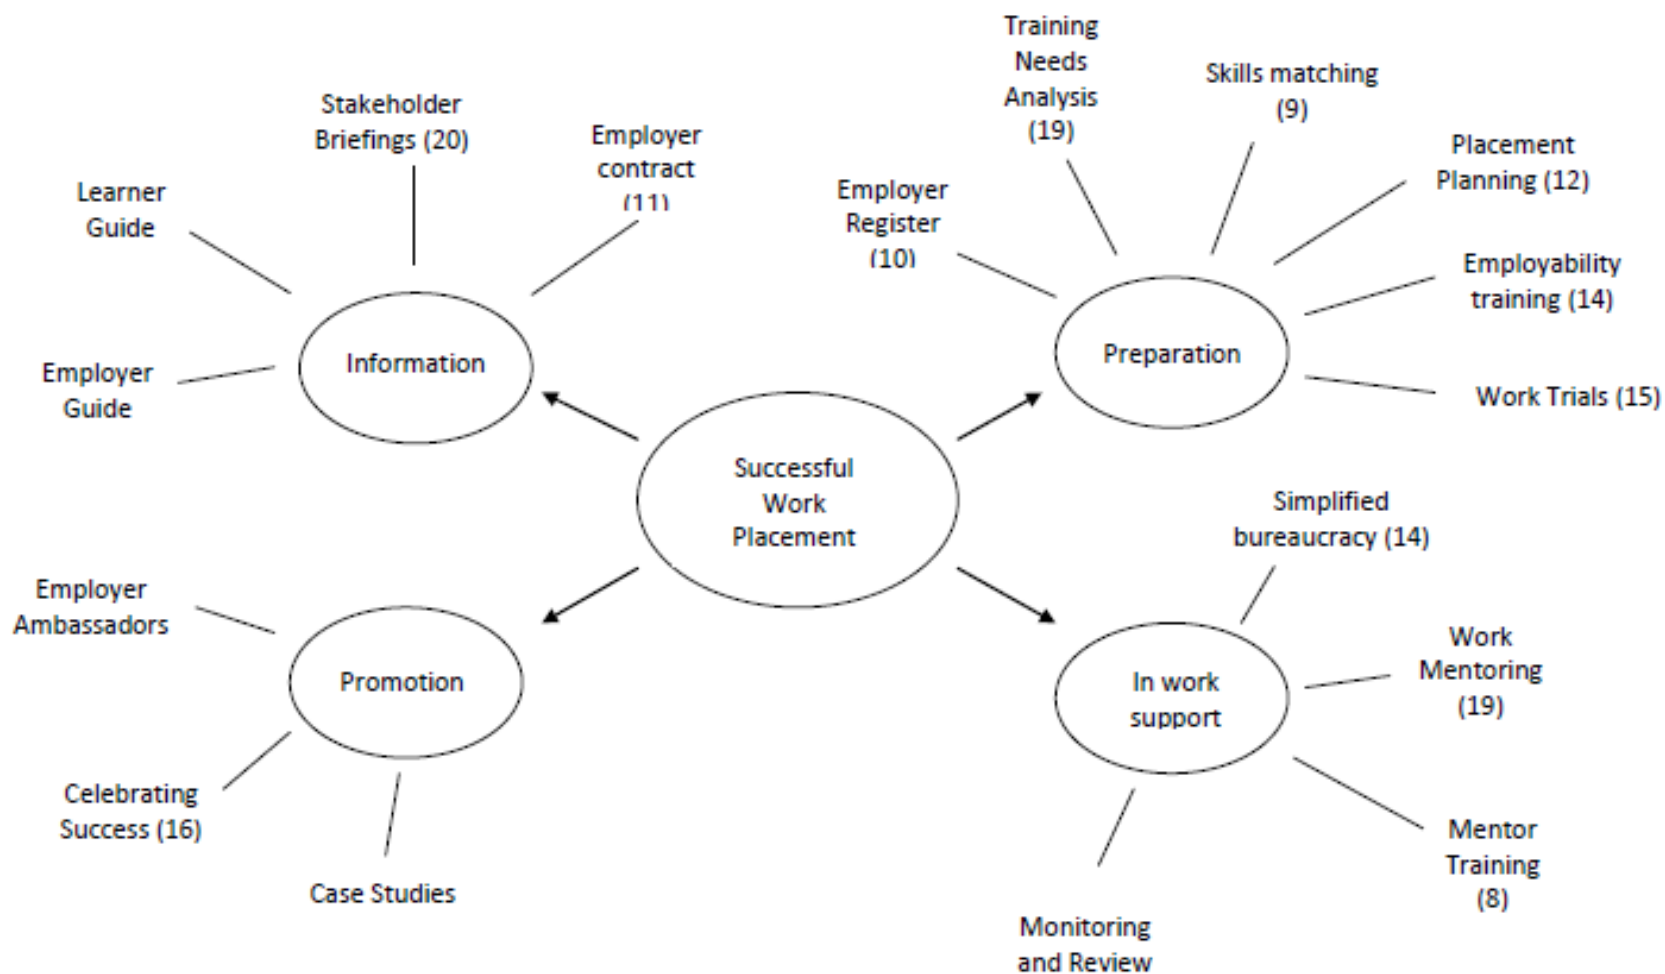 Stakeholder
Briefings (20)
Employer
contract
(11)
Learner
Guide
Employer
Guide
Information
Training
Needs
Analysis
(19)
Skills matching
(9)
Placement
Planning (12)
Employer
Register
(10)
Employability
training (14)
Work Trials (15)
Preparation
Successful
Work
Placement
Employer
Ambassadors
Promotion
Celebrating
Success (16)
Case Studies
Simplified
bureaucracy (14)
Work
Mentoring
(19)
In work
support
Mentor
Training
(8)
Monitoring
and Review